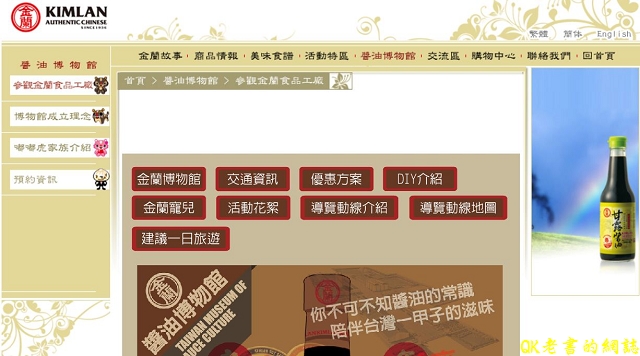 金蘭
KIMLAN
AUTHENTIC CHINESE
SINCE 1936
繁體 簡体 English
金蘭故事 商品情報 美味食譜 活動特區 醬油博物館 交流區 購物中心 聯絡我們 回首頁
醬油博物館
參觀金蘭食品工廠
博物館成立理念
嘟嘟虎家族介紹
預約資訊
首頁 > 醬油博物館 > 參觀金蘭食品工廠
金蘭博物館 交通資訊 優惠方案 DIY介紹
金蘭寵兒 活動花絮 導覽動線介紹 導覽動線地圖
建議一日旅遊
金蘭
醬油博物館
TAIWAN MUSEUM OF
SAUCE CULTURE
你不可不知醬油的常識
陪伴台灣一甲子的滋味
甘露醬油
QK老書的網誌